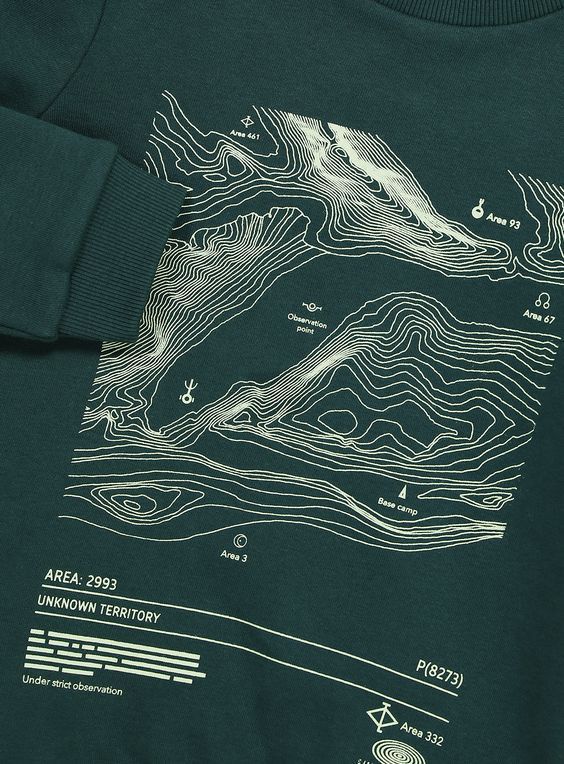 Area 461
Area 93
Area 67
Observation
point
Base camp
Area 3
AREA: 2993
UNKNOWN TERRITORY
P(8273)
Under strict observation
Area 332